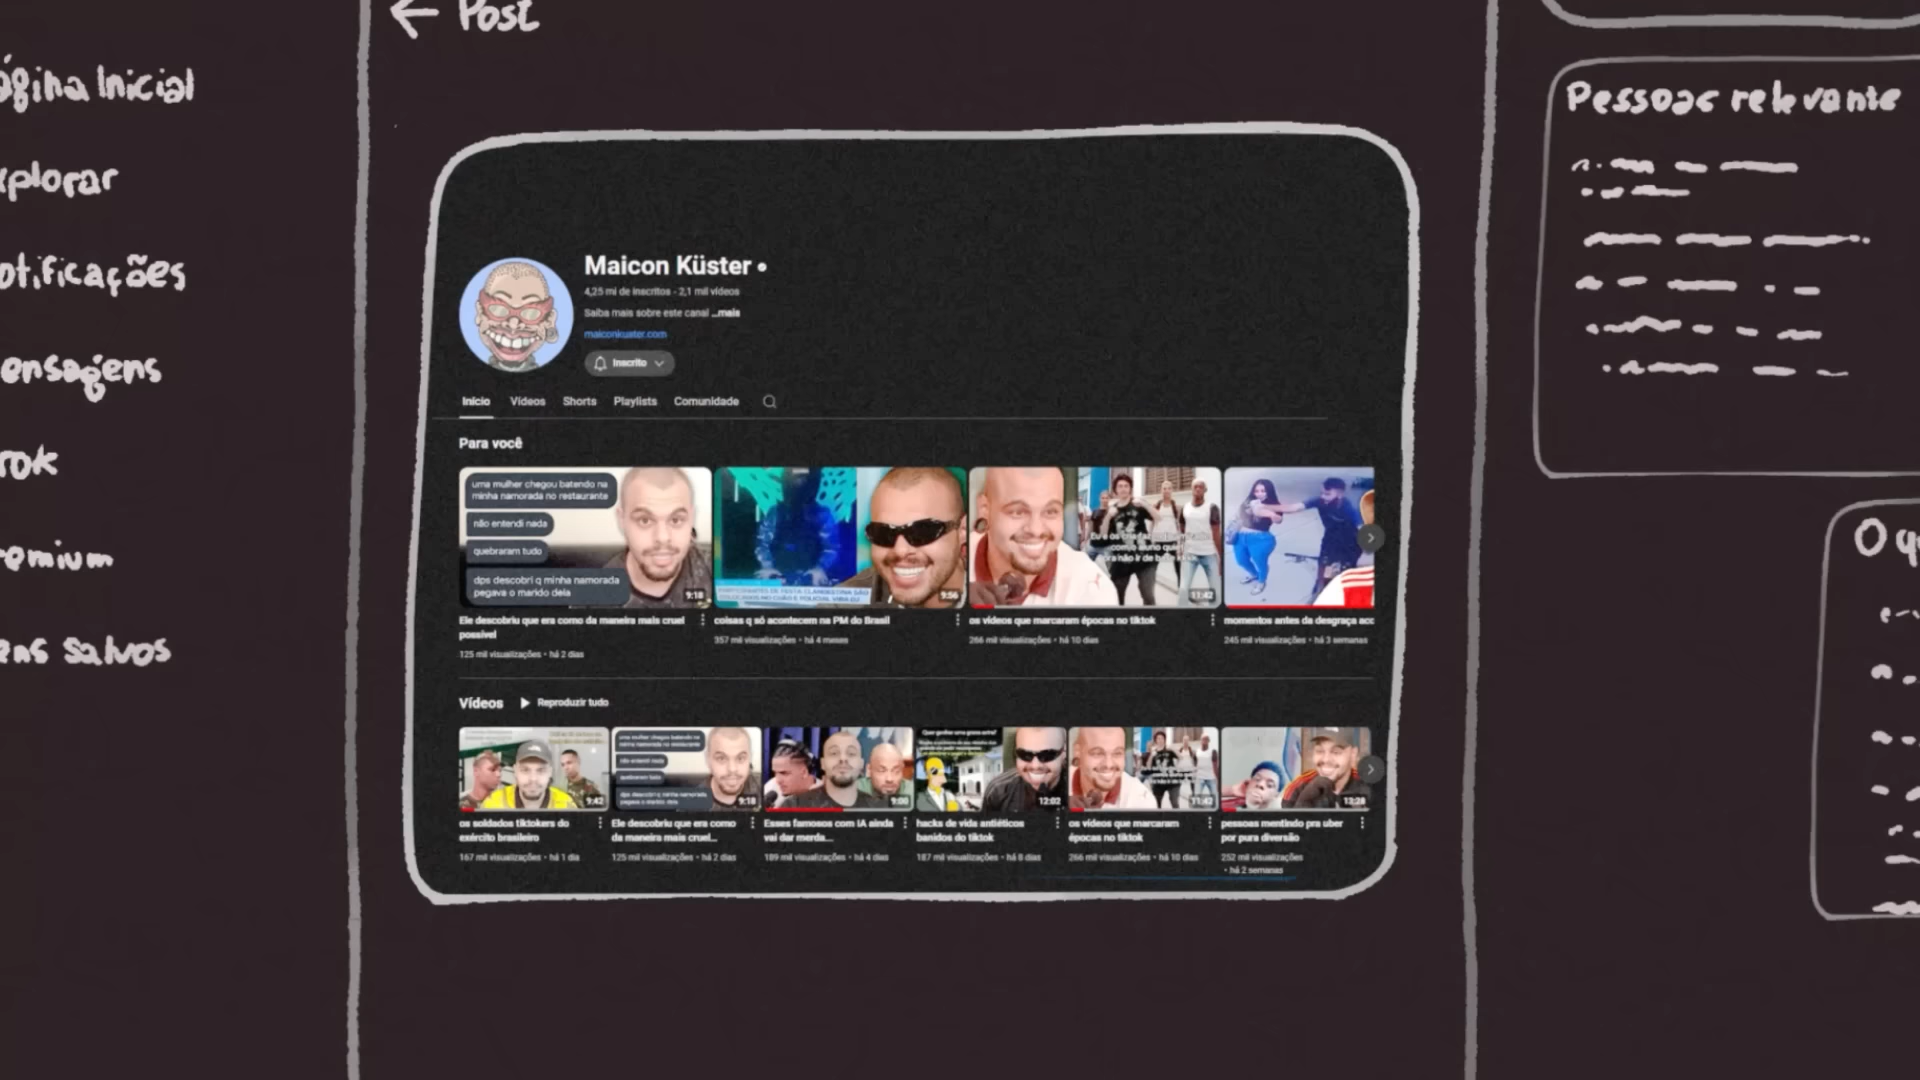 ← Post
ágina Inicial
xplorar
otificações
ensagens
rok
remium
ens salvos
Pessoas relevante
Maicon Küster
4,25 mi de inscritos • 2,1 mil vídeos
Saiba mais sobre este canal ...mais
maiconkuster.com
Inscrito
Início Vídeos Shorts Playlists Comunidade
Para você
uma mulher chegou batendo na
minha namorada no restaurante
não entendi nada
quebraram tudo
dps descobri q minha namorada
pegava o marido dela
9:18
9:56
11:42
Ele descobriu que era corno da maneira mais cruel
possível
125 mil visualizações • há 2 dias
coisas q só acontecem na PM do Brasil
357 mil visualizações • há 4 meses
os vídeos que marcaram épocas no tiktok
266 mil visualizações • há 10 dias
momentos antes da desgraça aco
245 mil visualizações • há 3 semanas
Vídeos Reproduzir tudo
9:42
9:18
9:00
12:02
11:42
13:28
os soldados tiktokers do
exército brasileiro
167 mil visualizações • há 1 dia
Ele descobriu que era corno
da maneira mais cruel...
125 mil visualizações • há 2 dias
Esses famosos com IA ainda
vai dar merda...
189 mil visualizações • há 4 dias
hacks de vida antiéticos
banidos do tiktok
187 mil visualizações • há 8 dias
os vídeos que marcaram
épocas no tiktok
266 mil visualizações • há 10 dias
pessoas mentindo pra uber
por pura diversão
252 mil visualizações
• há 2 semanas
O q